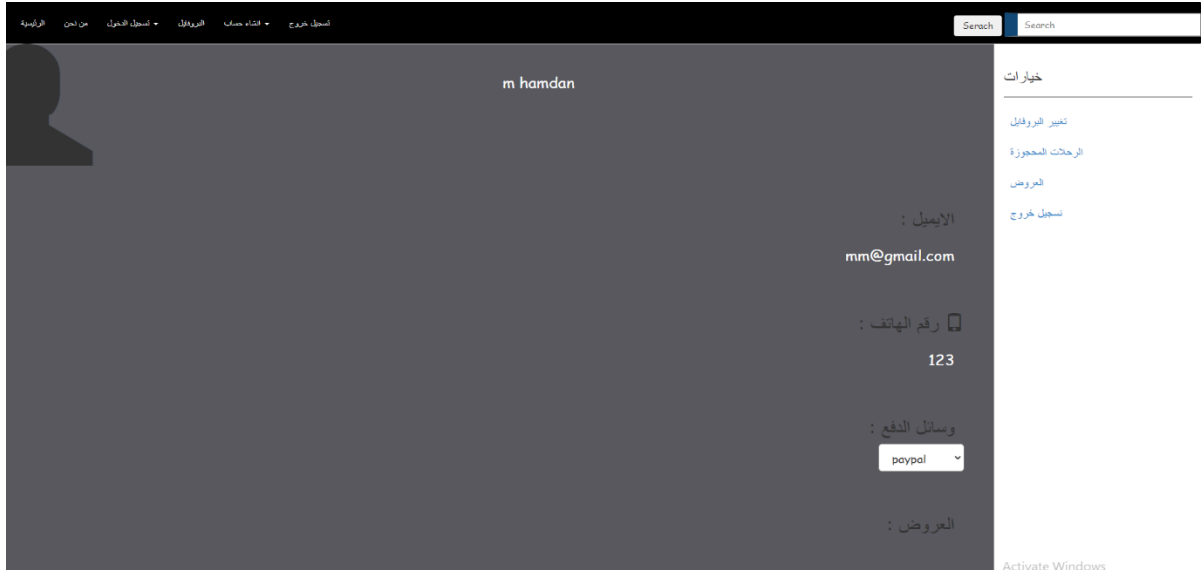 الرئيسية
من نحن
تسجيل الدخول
البروفايل
انشاء حساب
تسجيل خروج
Serach
Search
m hamdan
خيارات
تغيير البروفايل
الرحلات المحجوزة
العروض
تسجيل خروج
الايميل :
mm@gmail.com
رقم الهاتف :
123
وسائل الدفع :
paypal
العروض :
Activate Windows